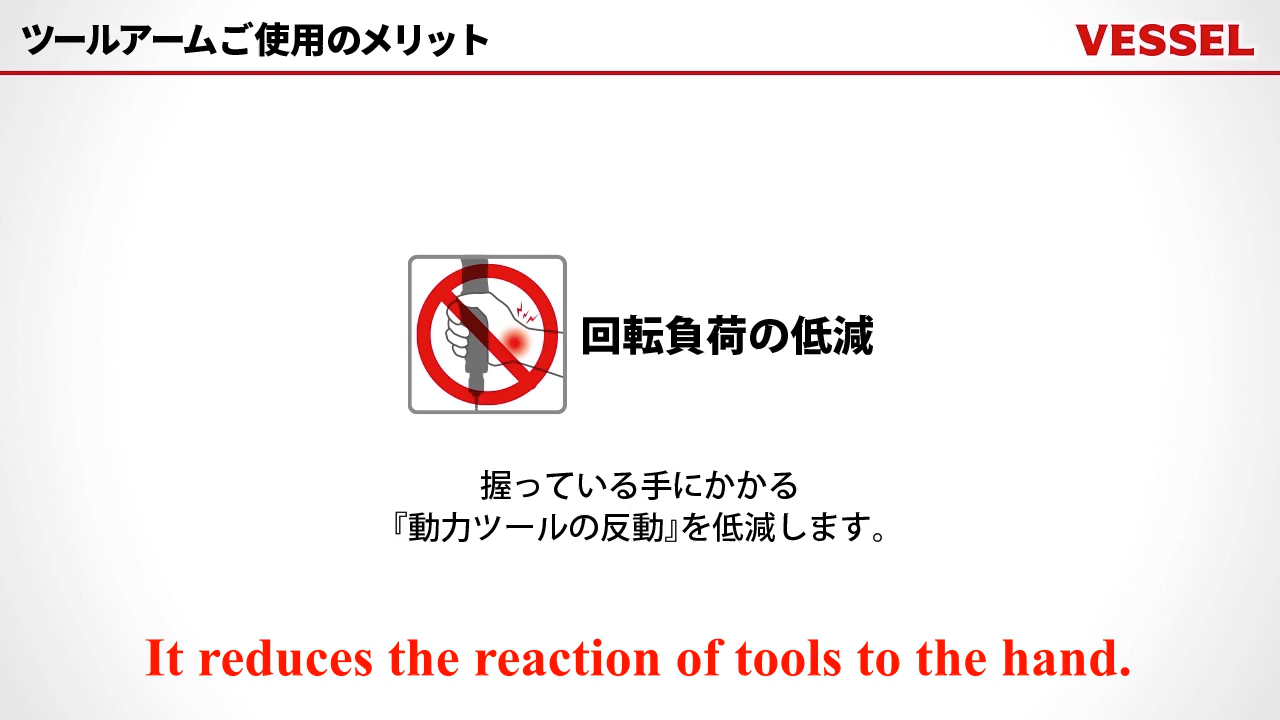 ツールアームご使用のメリット
VESSEL
回転負荷の低減
握っている手にかかる
『動力ツールの反動』を低減します。
It reduces the reaction of tools to the hand.